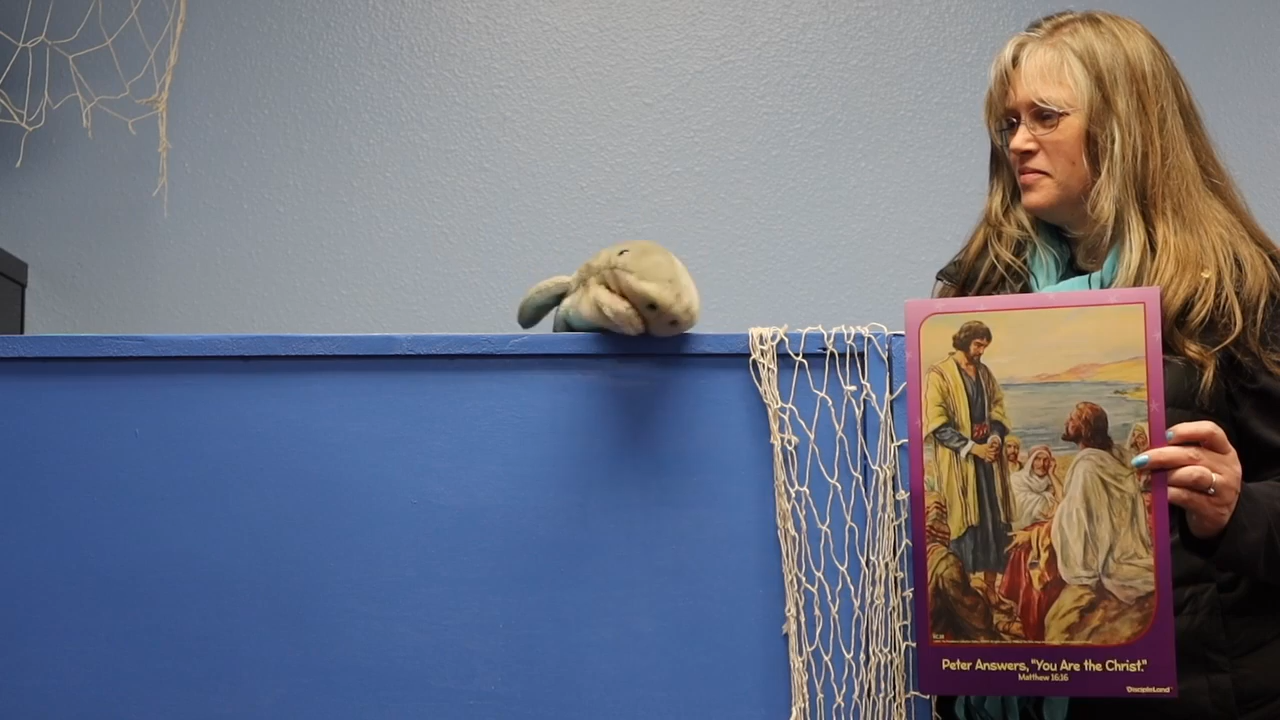 Peter Answers, "You Are the Christ."
Matthew 16:16
DiscipleLand